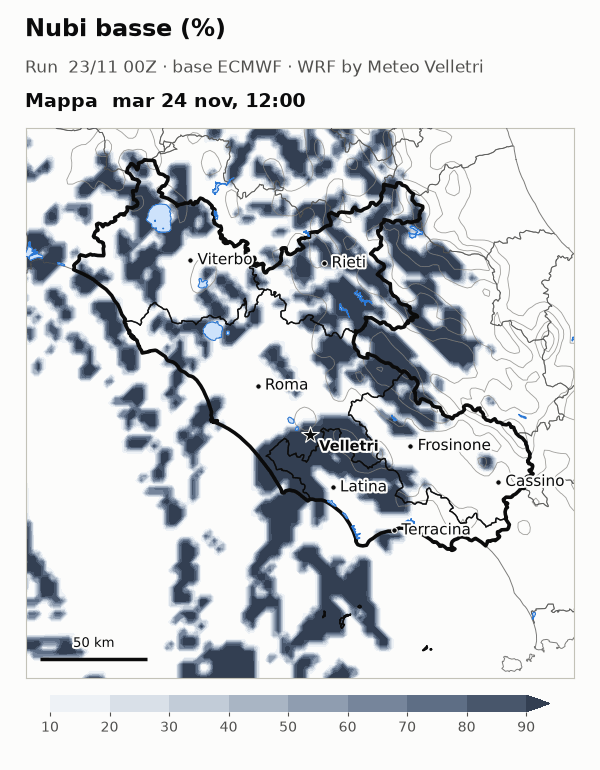 Nubi basse (%)
Run 23/11 00Z · base ECMWF · WRF by Meteo Velletri
Mappa mar 24 nov, 12:00
Viterbo
Rieti
Roma
Velletri
Frosinone
Latina
Cassino
Terracina
50 km
10 20 30 40 50 60 70 80 90